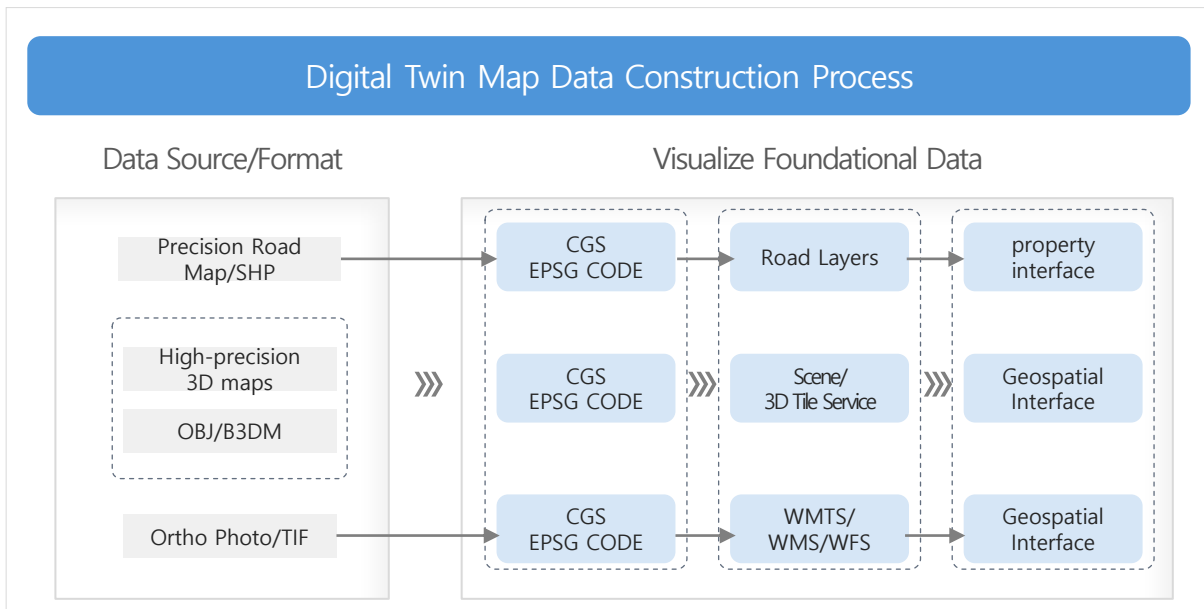 Digital Twin Map Data Construction Process
Data Source/Format
Visualize Foundational Data
Precision Road
Map/SHP
CGS
EPSG CODE
Road Layers
property
interface
High-precision
3D maps
OBJ/B3DM
CGS
EPSG CODE
Scene/
3D Tile Service
Geospatial
Interface
Ortho Photo/TIF
CGS
EPSG CODE
WMTS/
WMS/WFS
Geospatial
Interface